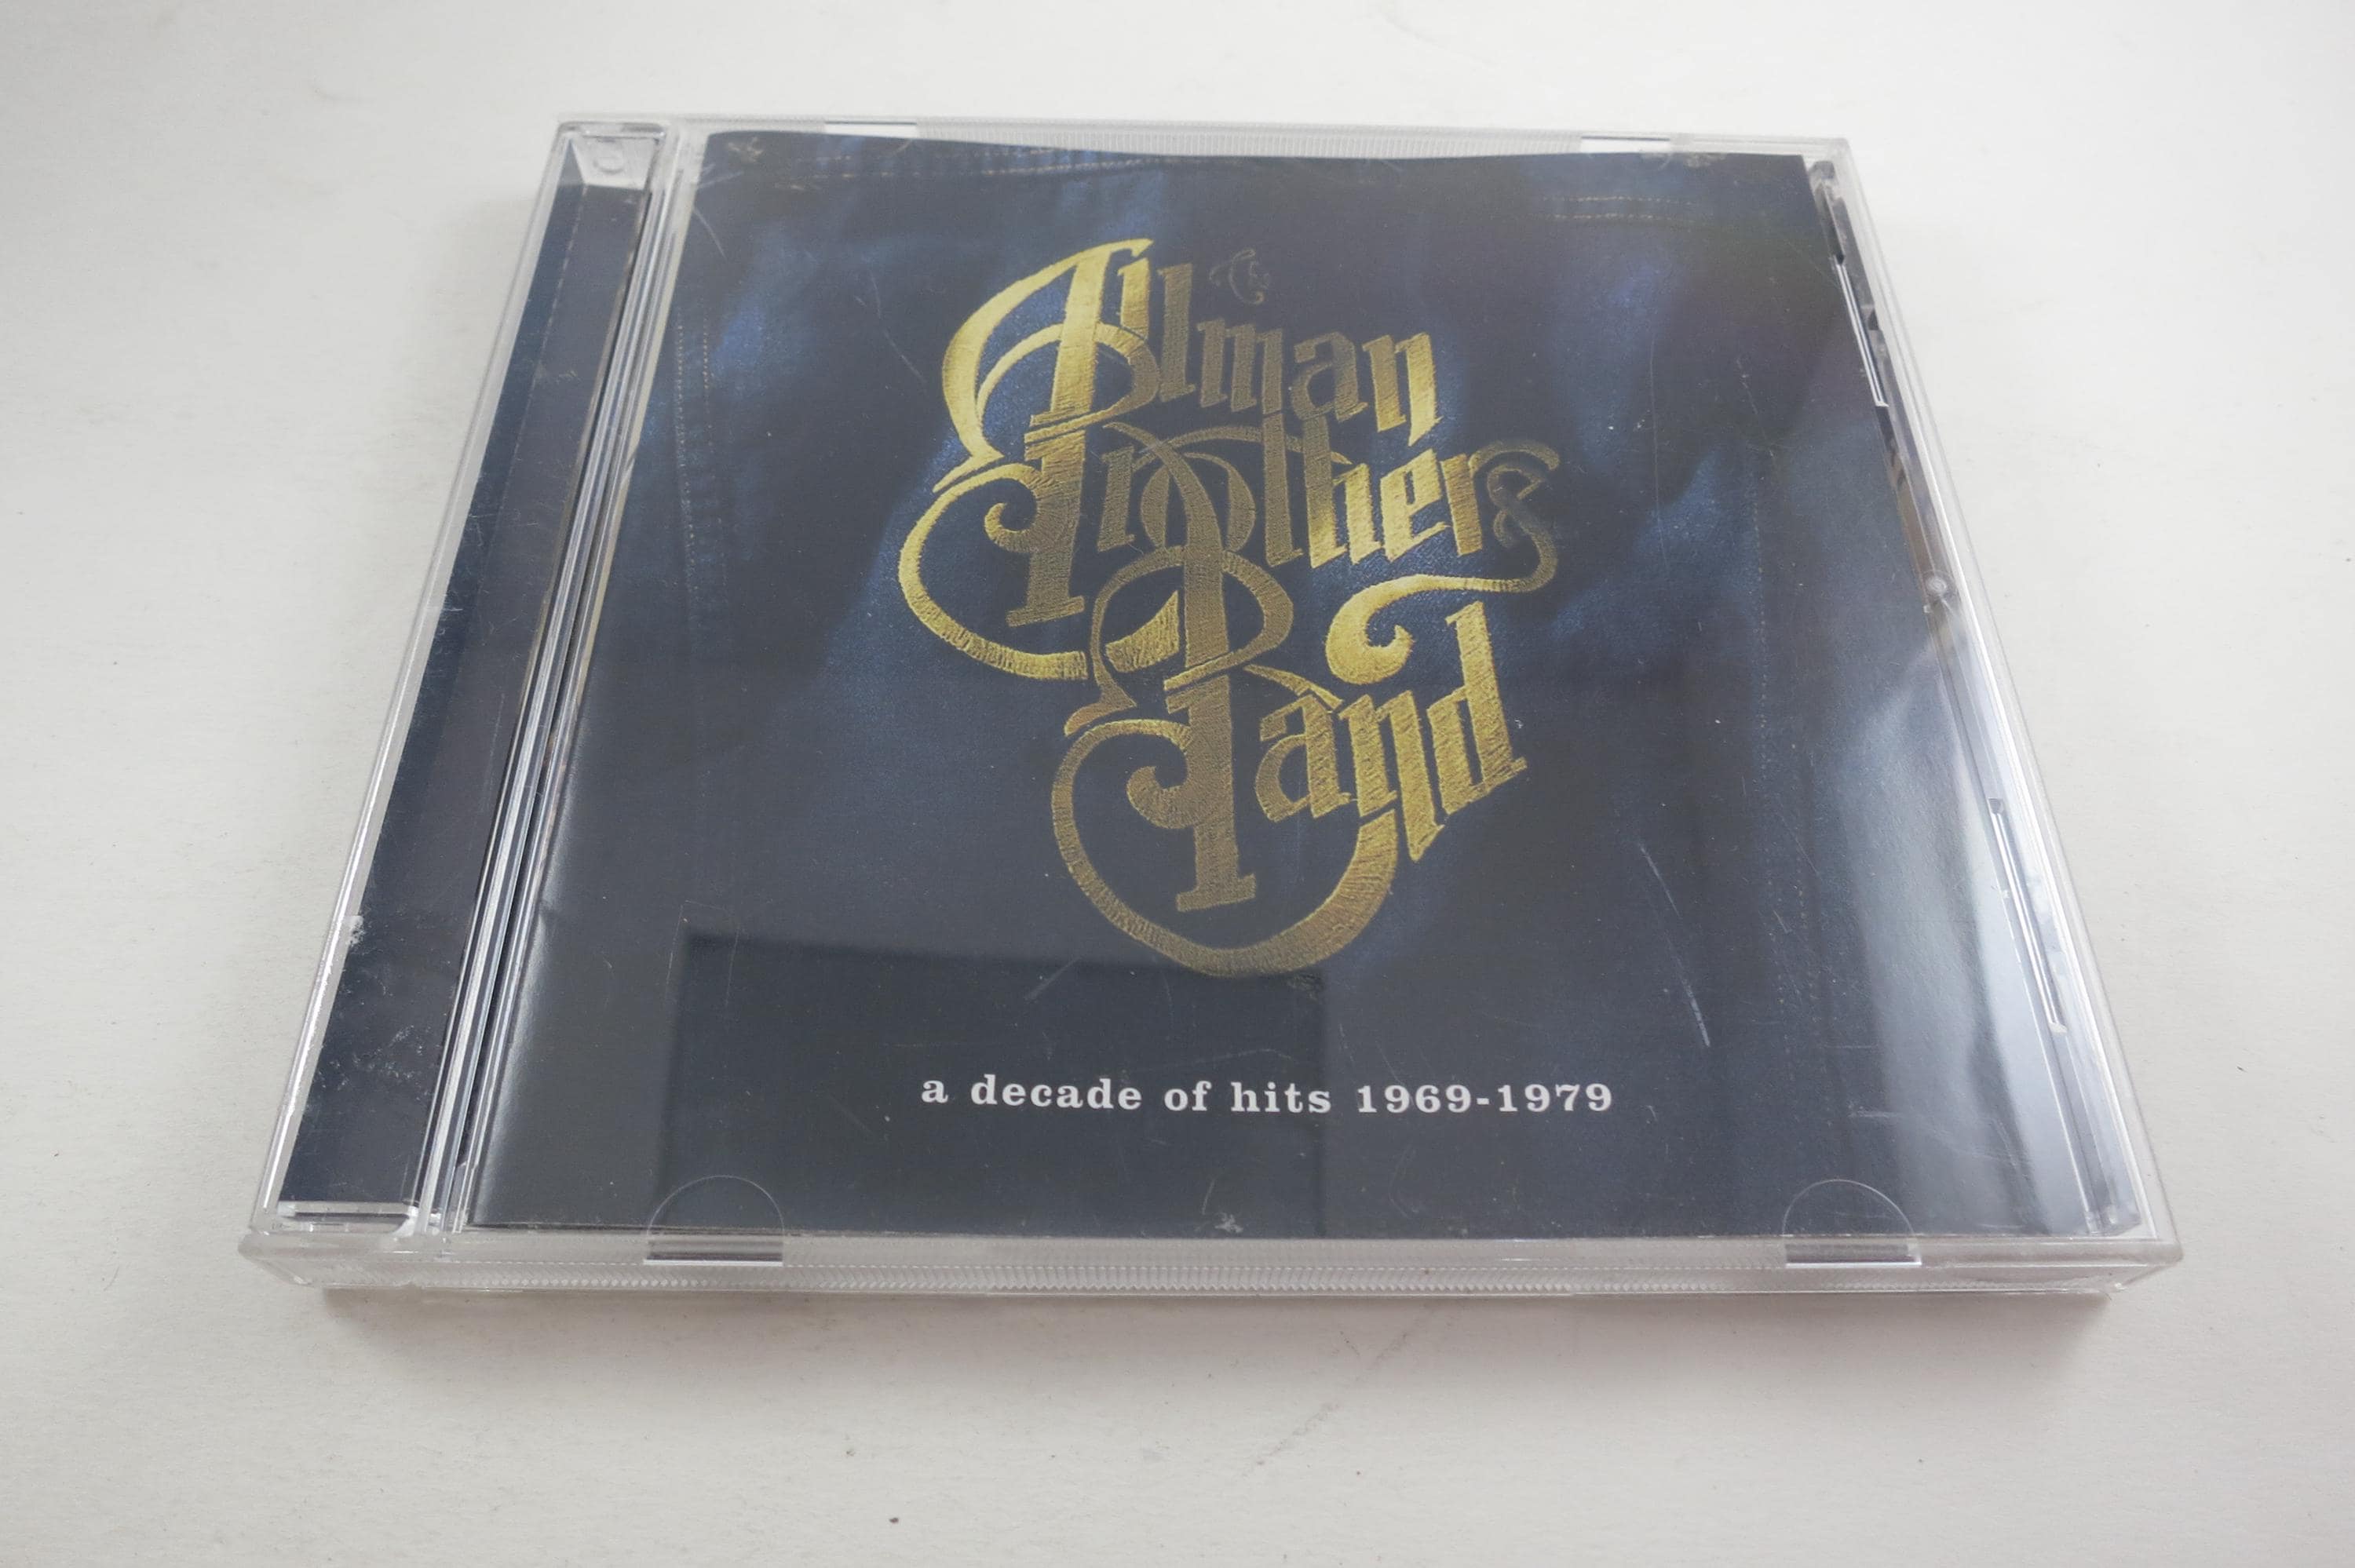 The
Allman
Brothers
Band
a decade of hits 1969-1979